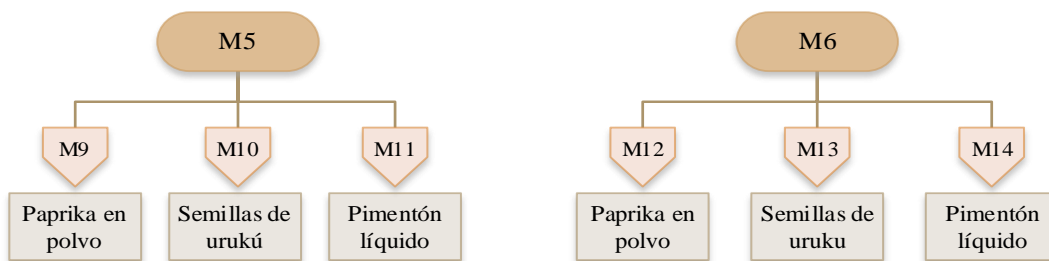 M5
M6
M9
M10
M11
M12
M13
M14
Paprika en
polvo
Semillas de
urukú
Pimentón
líquido
Paprika en
polvo
Semillas de
uruku
Pimentón
líquido